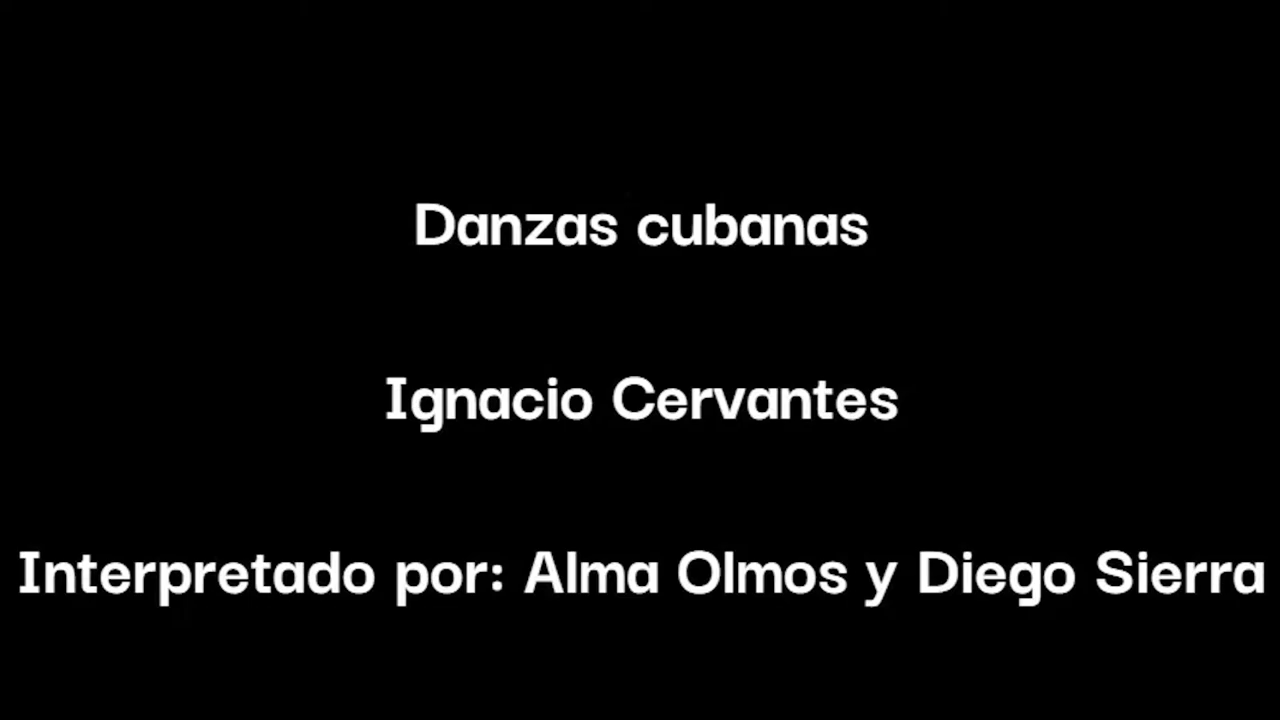 Danzas cubanas
Ignacio Cervantes
Interpretado por: Alma Olmos y Diego Sierra